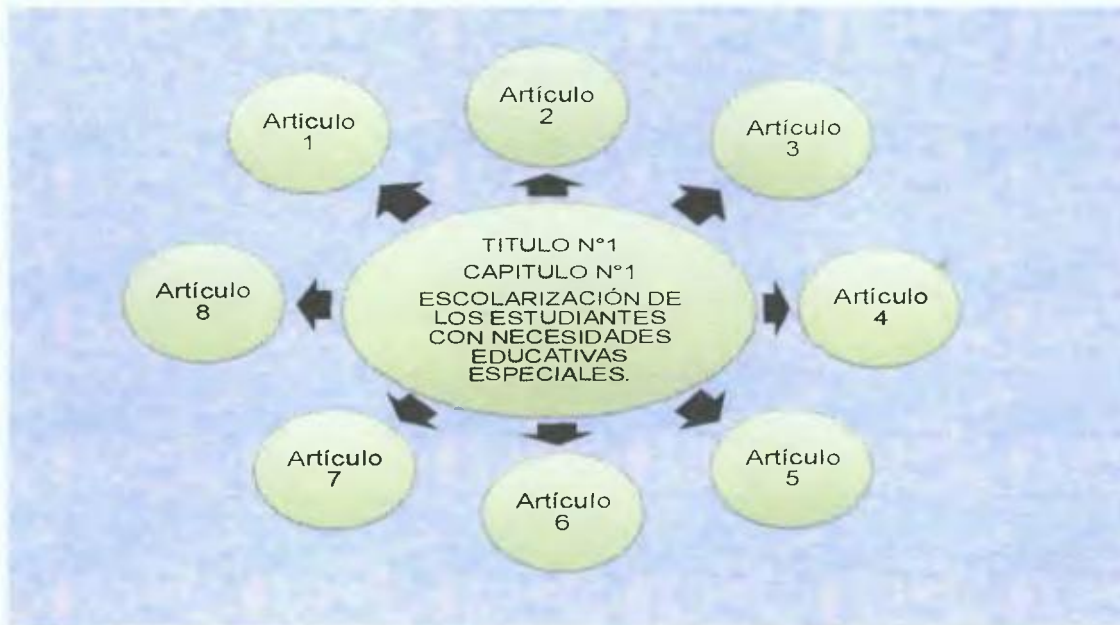 Artículo
1
Artículo
2
Artículo
3
TITULO N°1
CAPITULO N°1
ESCOLARIZACIÓN DE
LOS ESTUDIANTES
CON NECESIDADES
EDUCATIVAS
ESPECIALES.
Artículo
8
Artículo
4
Artículo
7
Artículo
6
Artículo
5